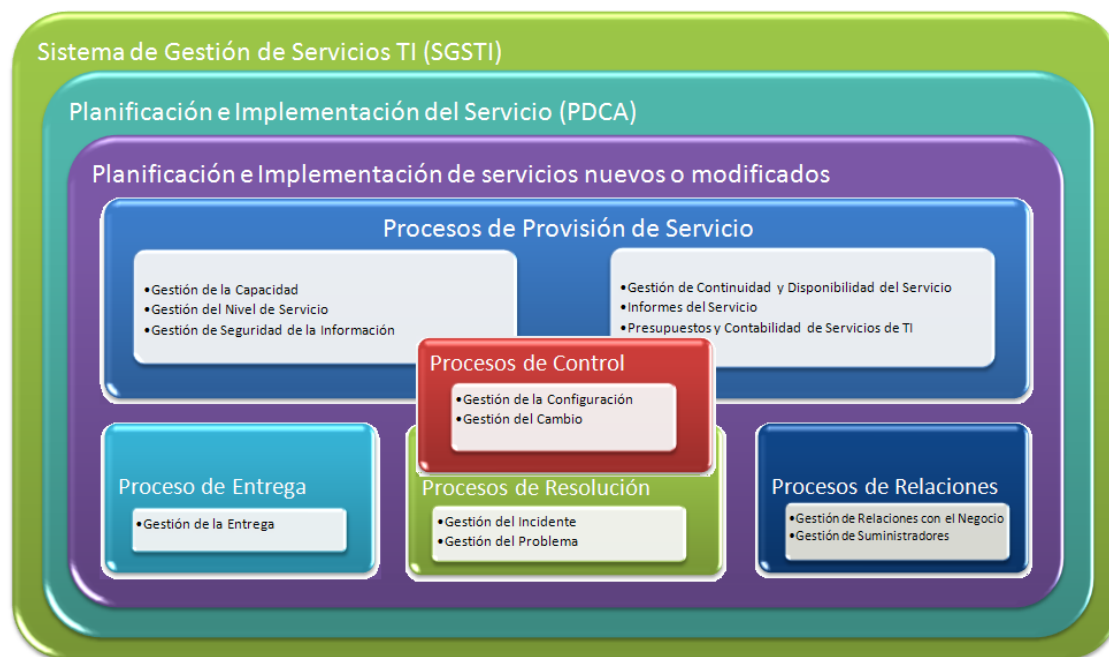 Sistema de Gestión de Servicios TI (SGSTI)
Planificación e Implementación del Servicio (PDCA)
Planificación e Implementación de servicios nuevos o modificados
Procesos de Provisión de Servicio
•Gestión de la Capacidad
•Gestión del Nivel de Servicio
•Gestión de Seguridad de la Información
•Gestión de Continuidad y Disponibilidad del Servicio
•Informes del Servicio
•Presupuestos y Contabilidad de Servicios de TI
Procesos de Control
•Gestión de la Configuración
•Gestión del Cambio
Proceso de Entrega
•Gestión de la Entrega
Procesos de Resolución
•Gestión del Incidente
•Gestión del Problema
Procesos de Relaciones
•Gestión de Relaciones con el Negocio
•Gestión de Suministradores